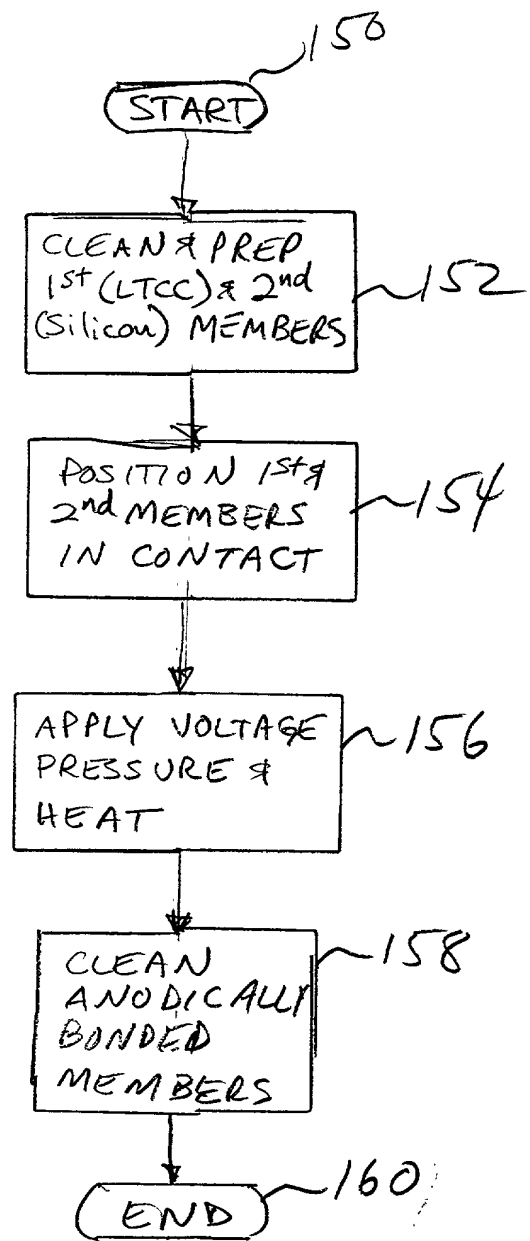 150
START
CLEAN & PREP
1st (LTCC) & 2nd
(Silicon) MEMBERS
152
POSITION 1st &
2nd MEMBERS
IN CONTACT
154
APPLY VOLTAGE
PRESSURE &
HEAT
156
CLEAN
ANODICALLY
BONDED
MEMBERS
158
END
160